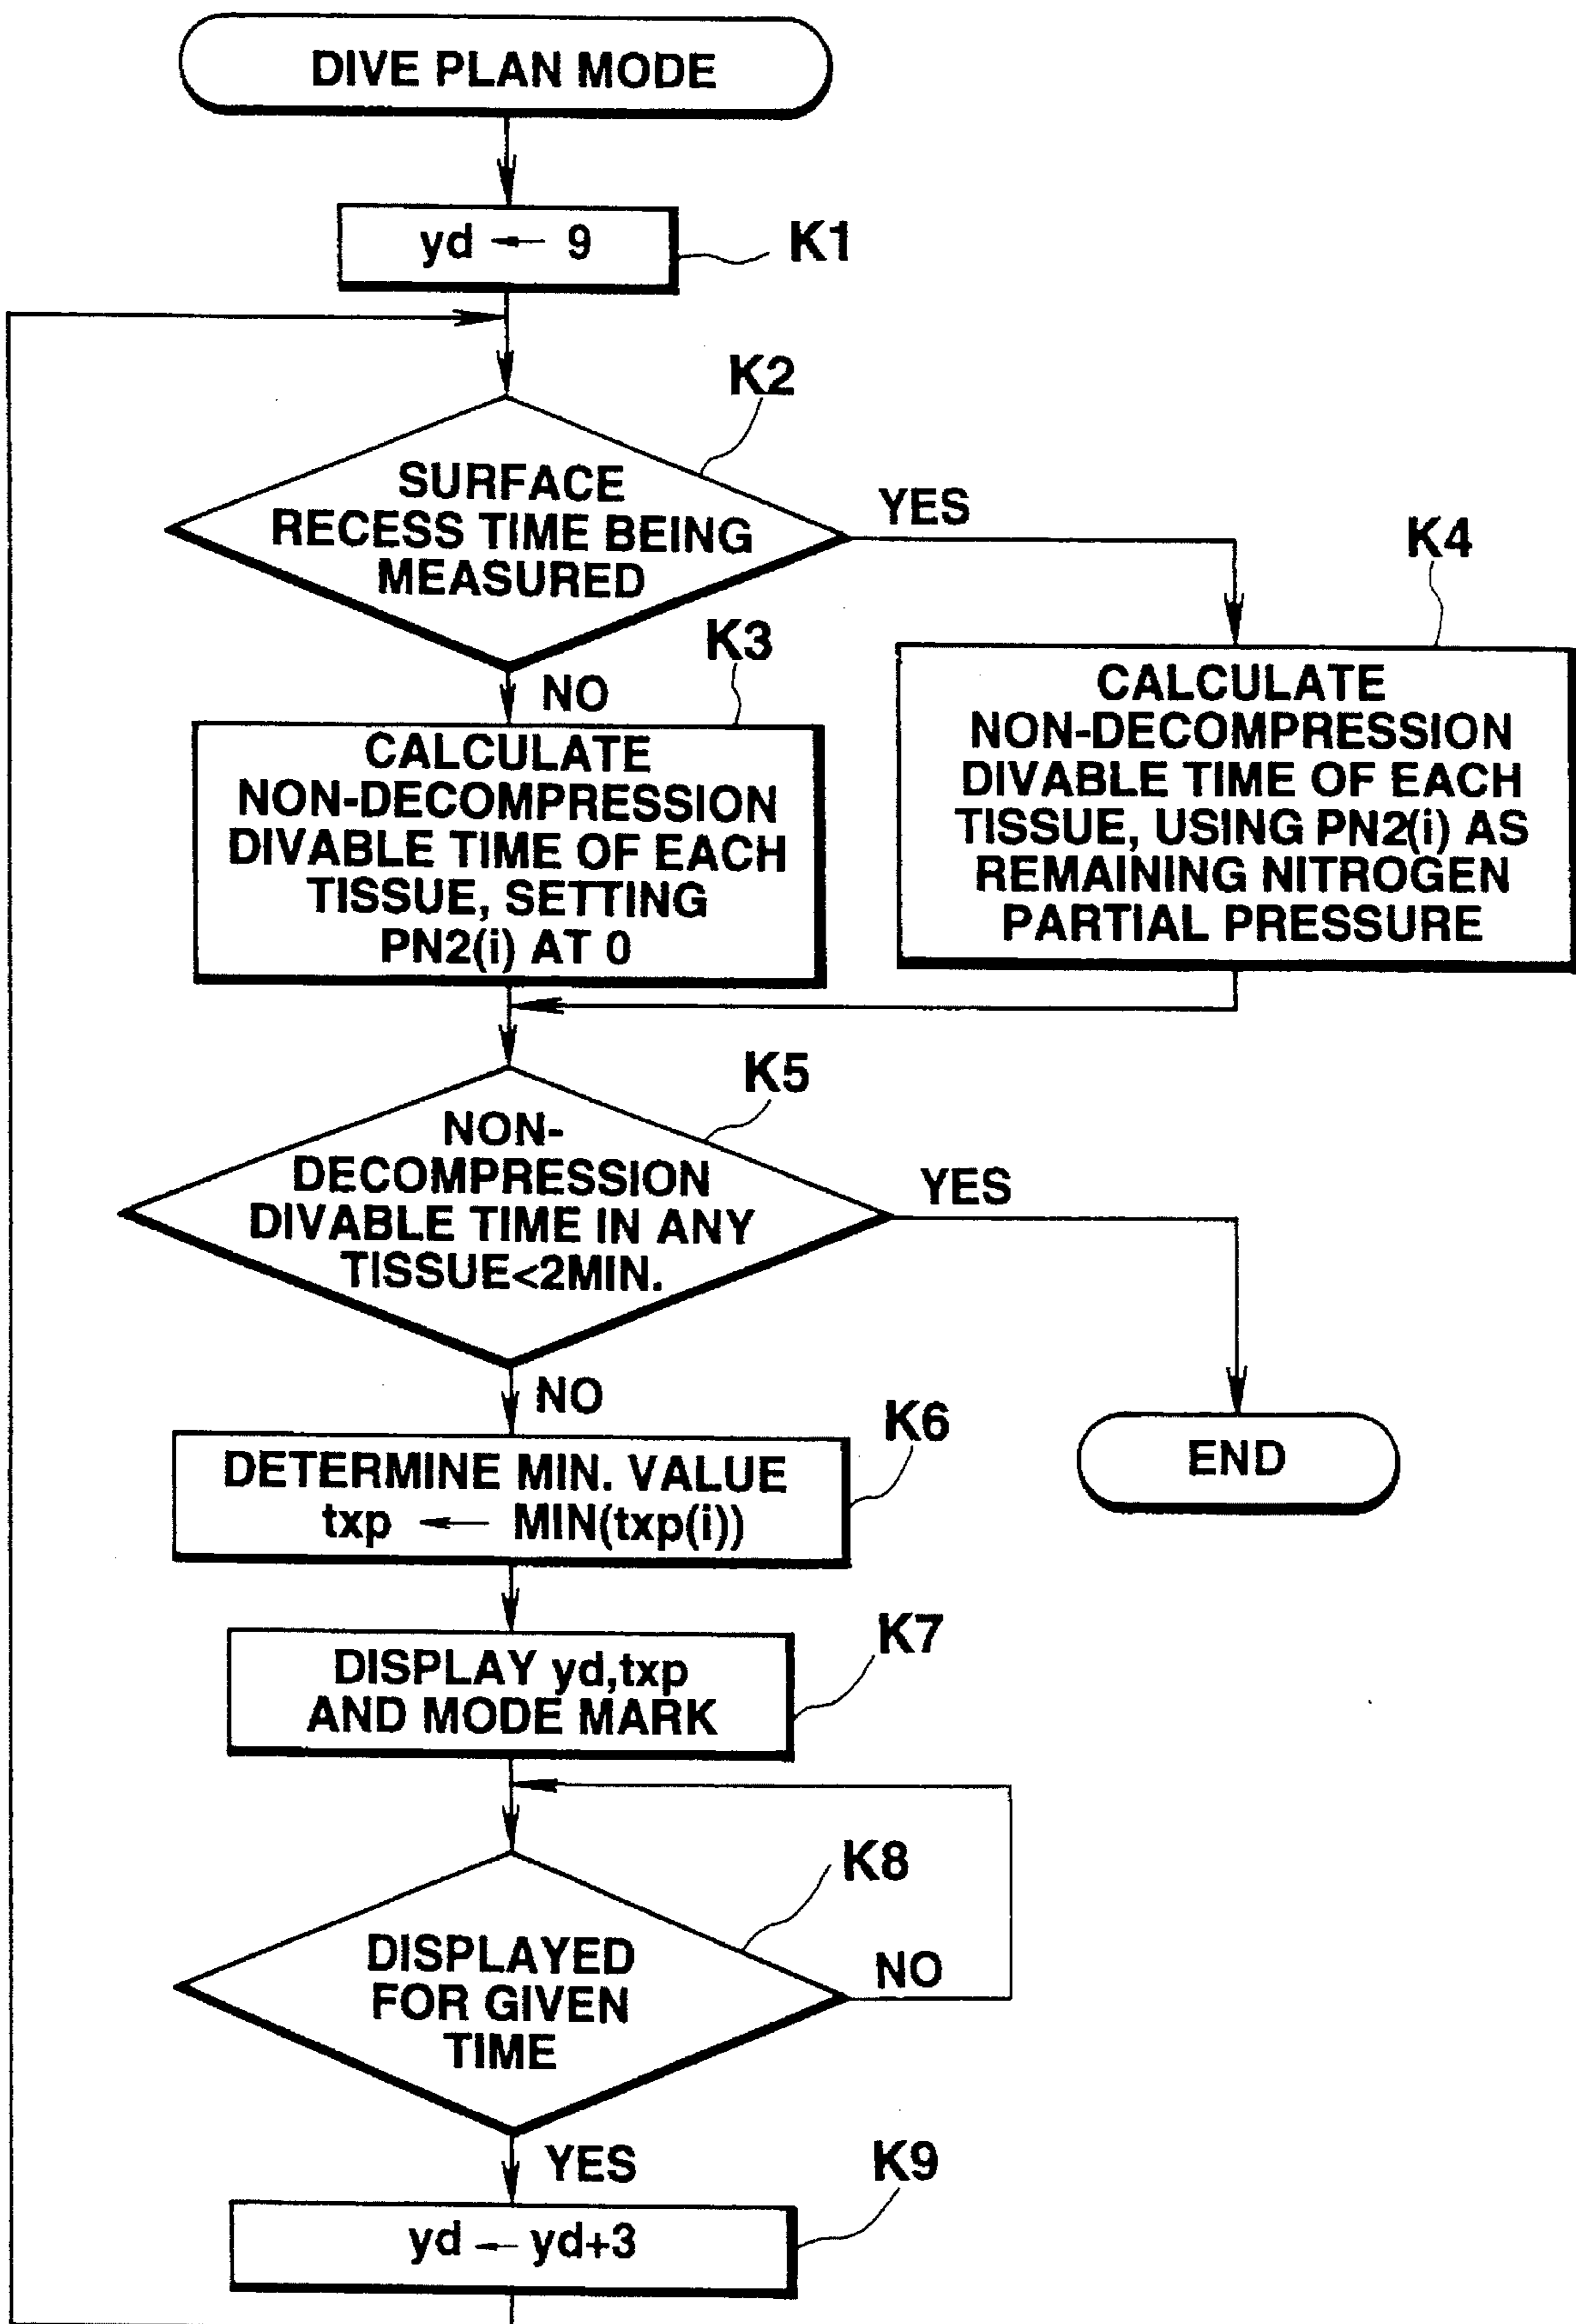 DIVE PLAN MODE
yd ← 9
K1
K2
SURFACE
RECESS TIME BEING
MEASURED
YES
K4
K3
NO
CALCULATE
NON-DECOMPRESSION
DIVABLE TIME OF EACH
TISSUE, SETTING
PN2(i) AT 0
CALCULATE
NON-DECOMPRESSION
DIVABLE TIME OF EACH
TISSUE, USING PN2(i) AS
REMAINING NITROGEN
PARTIAL PRESSURE
K5
NON-
DECOMPRESSION
DIVABLE TIME IN ANY
TISSUE<2MIN.
YES
NO
END
K6
DETERMINE MIN. VALUE
txp ← MIN(txp(i))
K7
DISPLAY yd,txp
AND MODE MARK
K8
DISPLAYED
FOR GIVEN
TIME
NO
YES
K9
yd ← yd+3